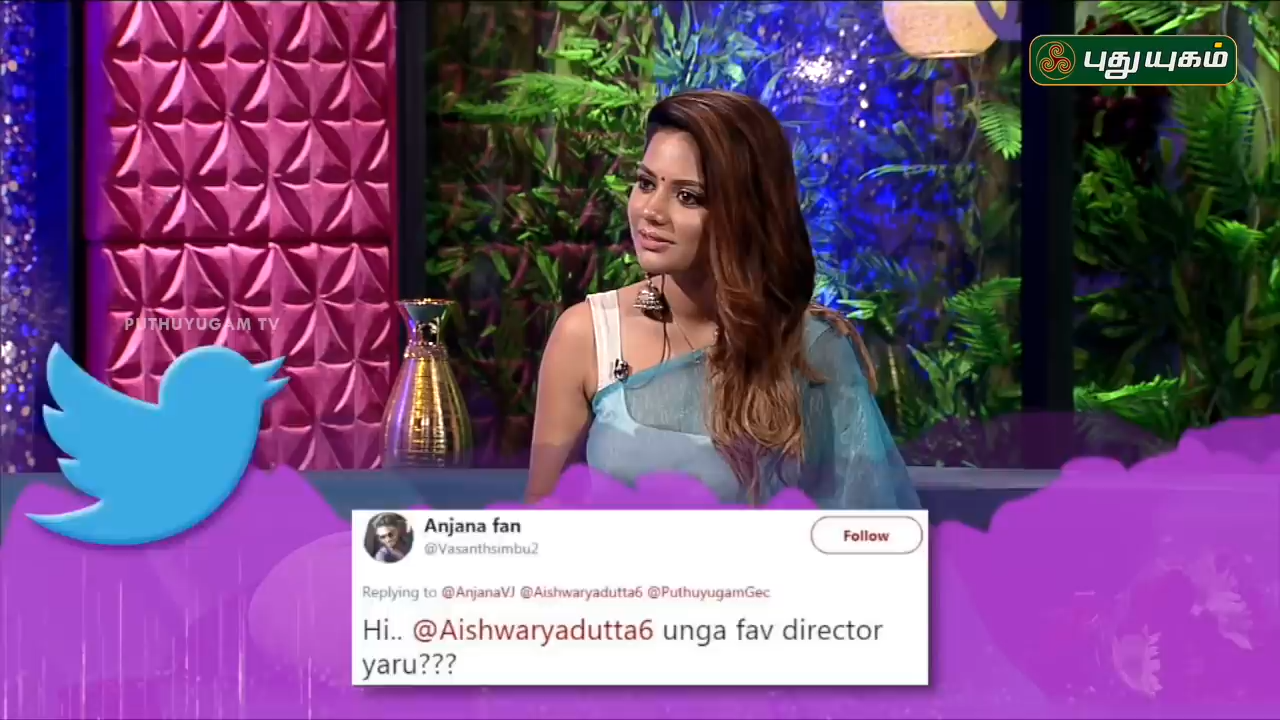 புதுயுகம்
PUTHUYUGAM TV
Anjana fan
@Vasanthsimbu2
Follow
Replying to @AnjanaVJ @Aishwaryadutta6 @PuthuyugamGec
Hi.. @Aishwaryadutta6 unga fav director
yaru???